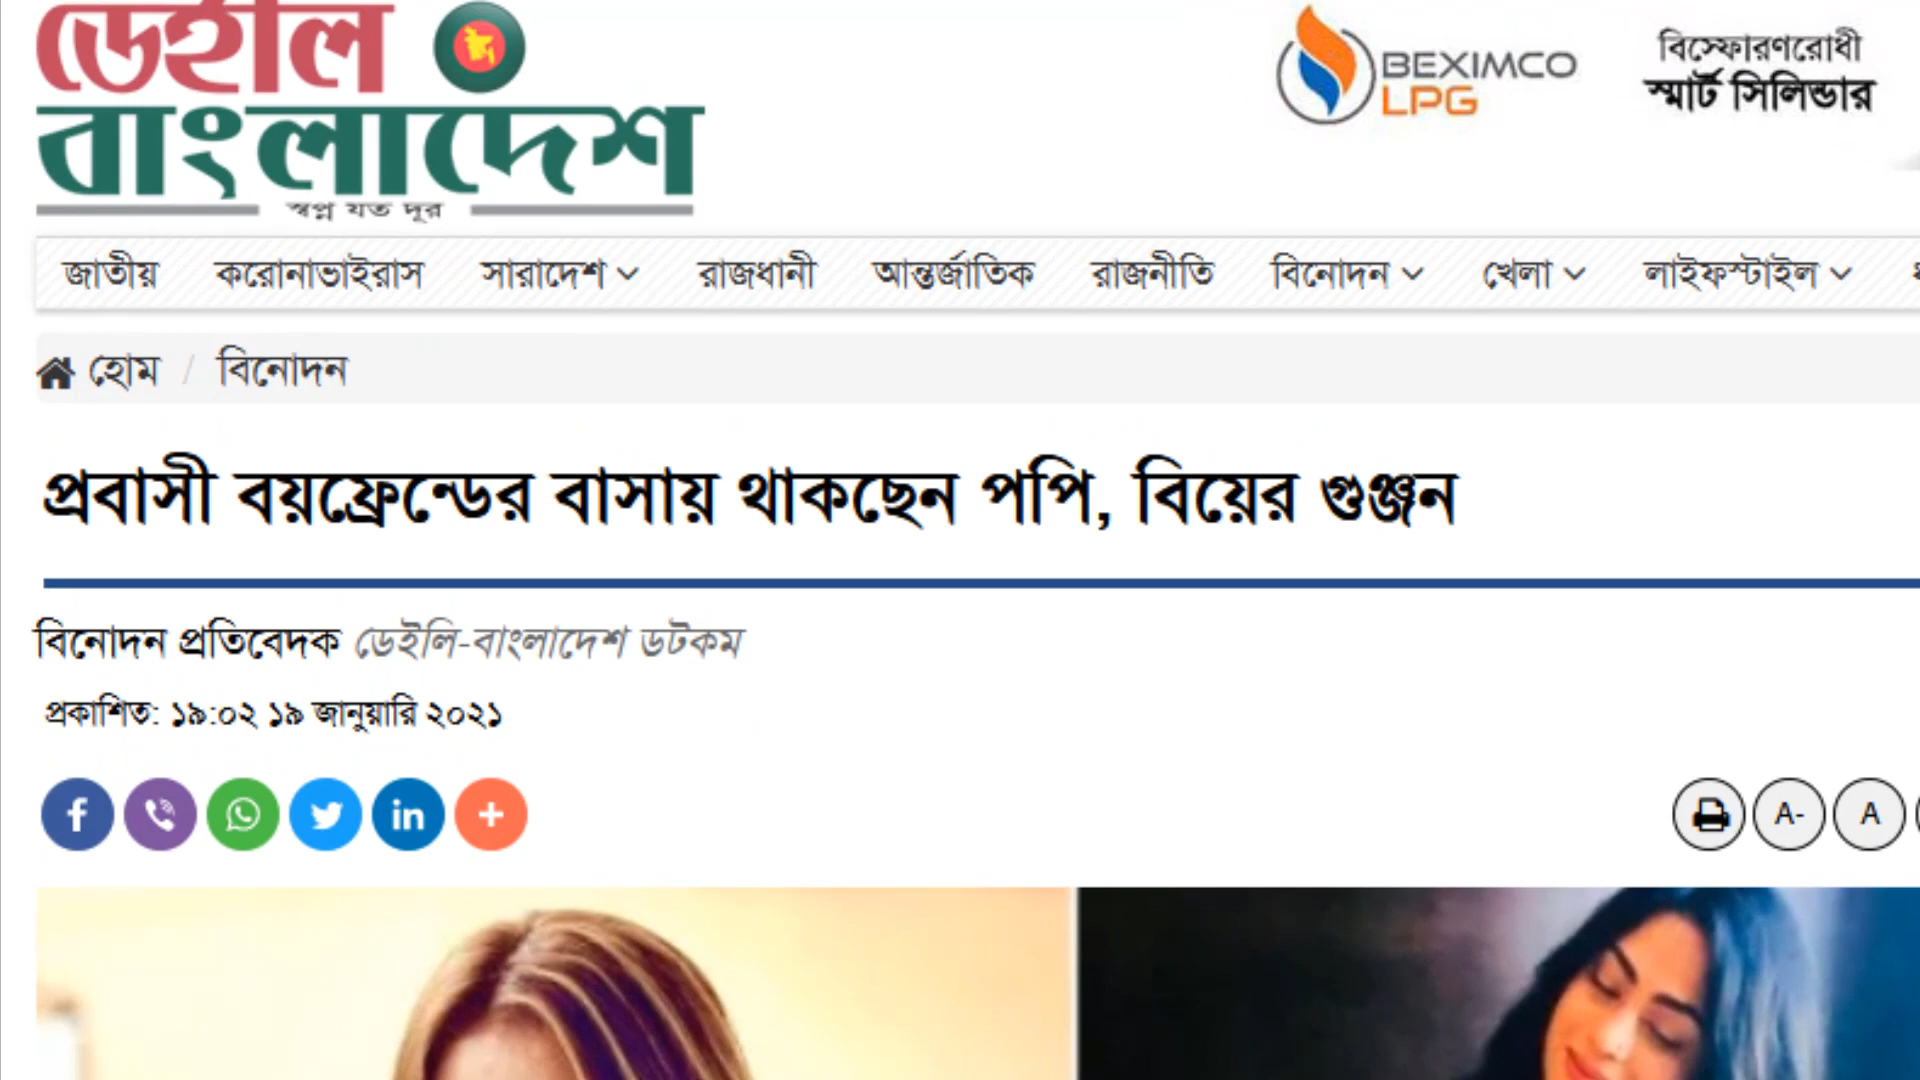 ডেইলি
বাংলাদেশ
স্বপ্ন যত দূর
BEXIMCO
LPG
বিস্ফোরণরোধী
স্মার্ট সিলিন্ডার
জাতীয় করোনাভাইরাস সারাদেশ রাজধানী আন্তর্জাতিক রাজনীতি বিনোদন খেলা লাইফস্টাইল
হোম / বিনোদন
প্রবাসী বয়ফ্রেন্ডের বাসায় থাকছেন পপি, বিয়ের গুঞ্জন
বিনোদন প্রতিবেদক ডেইলি-বাংলাদেশ ডটকম
প্রকাশিত: ১৯:০২ ১৯ জানুয়ারি ২০২১
A- A